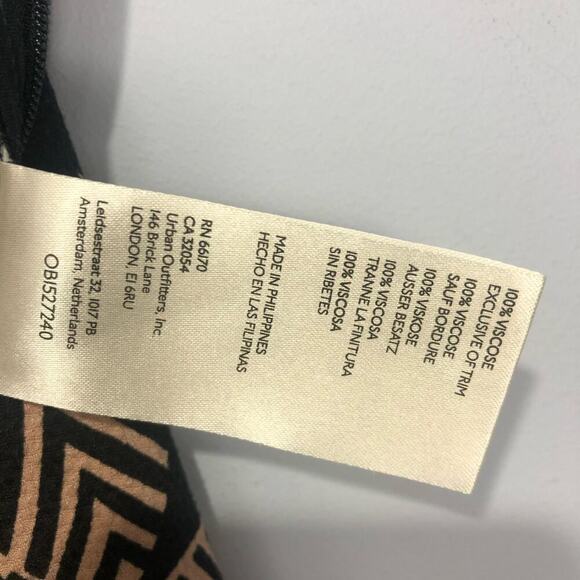 100% VISCOSE
EXCLUSIVE OF TRIM
100% VISCOSE
SAUF BORDURE
100% VISKOSE
AUSSER BESATZ
100% VISCOSA
TRANNE LA FINITURA
100% VISCOSA
SIN RIBETES
MADE IN PHILIPPINES
HECHO EN LAS FILIPINAS
RN 66170
CA 32054
Urban Outfitters, Inc.
146 Brick Lane
LONDON. E1 6RU
Leidsestraat 32, 1017 PB
Amsterdam, Netherlands
OB1527240